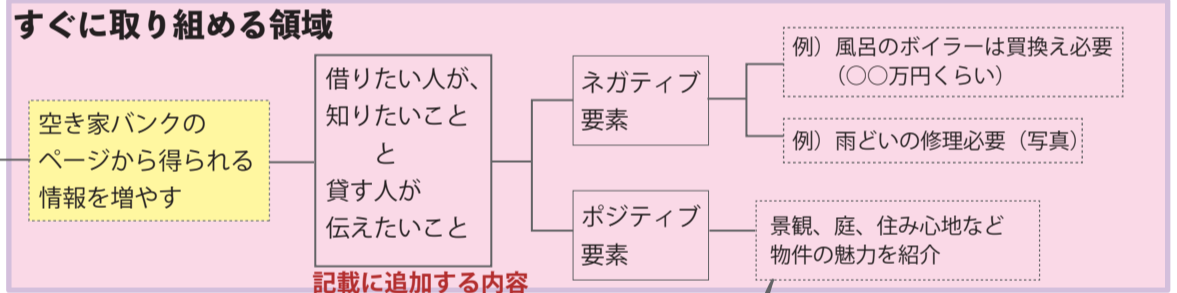 すぐに取り組める領域
空き家バンクの
ページから得られる
情報を増やす
借りたい人が、
知りたいこと
と
貸す人が
伝えたいこと
記載に追加する内容
ネガティブ
要素
例）風呂のボイラーは買換え必要
（〇〇万円くらい）
例）雨どいの修理必要（写真）
ポジティブ
要素
景観、庭、住み心地など
物件の魅力を紹介